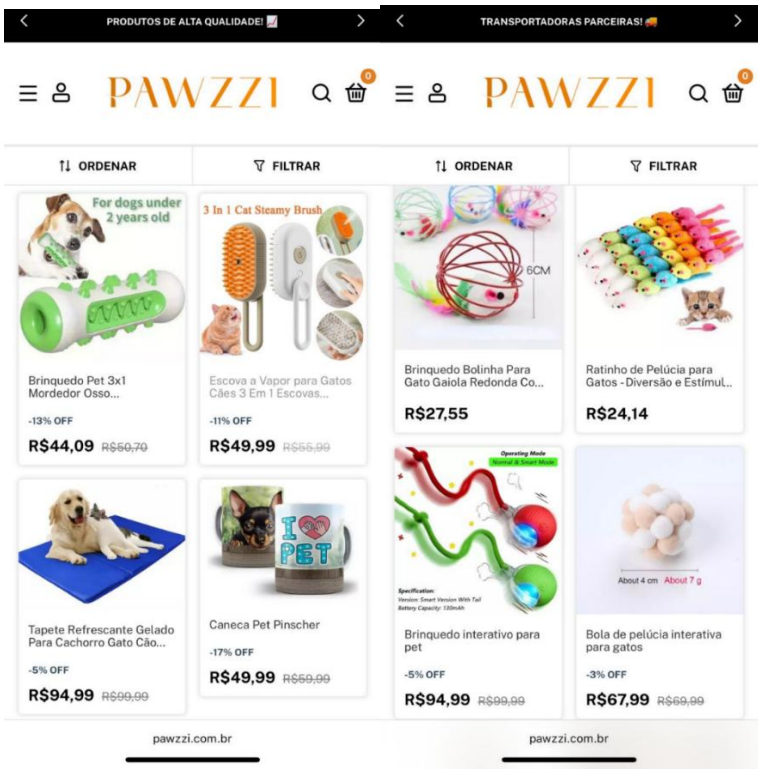 PRODUTOS DE ALTA QUALIDADE! 📈
PAWZZI
0
ORDENAR
FILTRAR
For dogs under
2 years old
Brinquedo Pet 3x1
Mordedor Osso...
-13% OFF
R$44,09 R$50,70
3 In 1 Cat Steamy Brush
Escova a Vapor para Gatos
Cães 3 Em 1 Escovas...
-11% OFF
R$49,99 R$55,99
Tapete Refrescante Gelado
Para Cachorro Gato Cão...
-5% OFF
R$94,99 R$99,99
I
PET
Caneca Pet Pinscher
-17% OFF
R$49,99 R$59,99
pawzzi.com.br
TRANSPORTADORAS PARCEIRAS! 🚚
PAWZZI
0
ORDENAR
FILTRAR
6CM
Brinquedo Bolinha Para
Gato Gaiola Redonda Co...
R$27,55
Ratinho de Pelúcia para
Gatos - Diversão e Estímul...
R$24,14
Operating Mode
Normal & Smart Mode
Specification:
Version: Smart Version With Tail
Battery Capacity: 130mAh
Brinquedo interativo para
pet
-5% OFF
R$94,99 R$99,99
About 4 cm About 7 g
Bola de pelúcia interativa
para gatos
-3% OFF
R$67,99 R$69,99
pawzzi.com.br